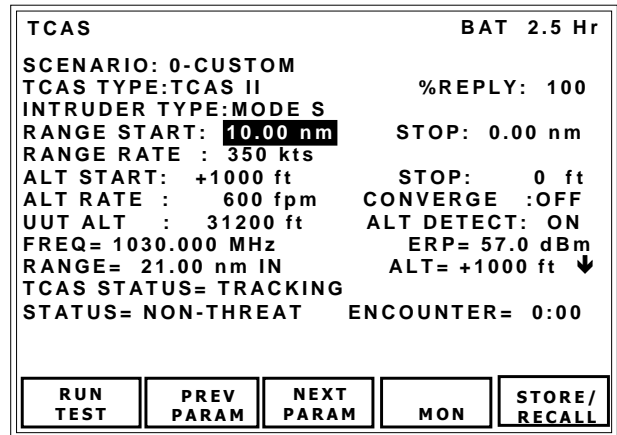 TCAS BAT 2.5 Hr
SCENARIO: 0-CUSTOM
TCAS TYPE:TCAS II %REPLY: 100
INTRUDER TYPE:MODE S
RANGE START: 10.00 nm STOP: 0.00 nm
RANGE RATE : 350 kts
ALT START: +1000 ft STOP: 0 ft
ALT RATE : 600 fpm CONVERGE :OFF
UUT ALT : 31200 ft ALT DETECT: ON
FREQ= 1030.000 MHz ERP= 57.0 dBm
RANGE= 21.00 nm IN ALT= +1000 ft ↓
TCAS STATUS= TRACKING
STATUS= NON-THREAT ENCOUNTER= 0:00
RUN TEST
PREV PARAM
NEXT PARAM
MON
STORE/ RECALL